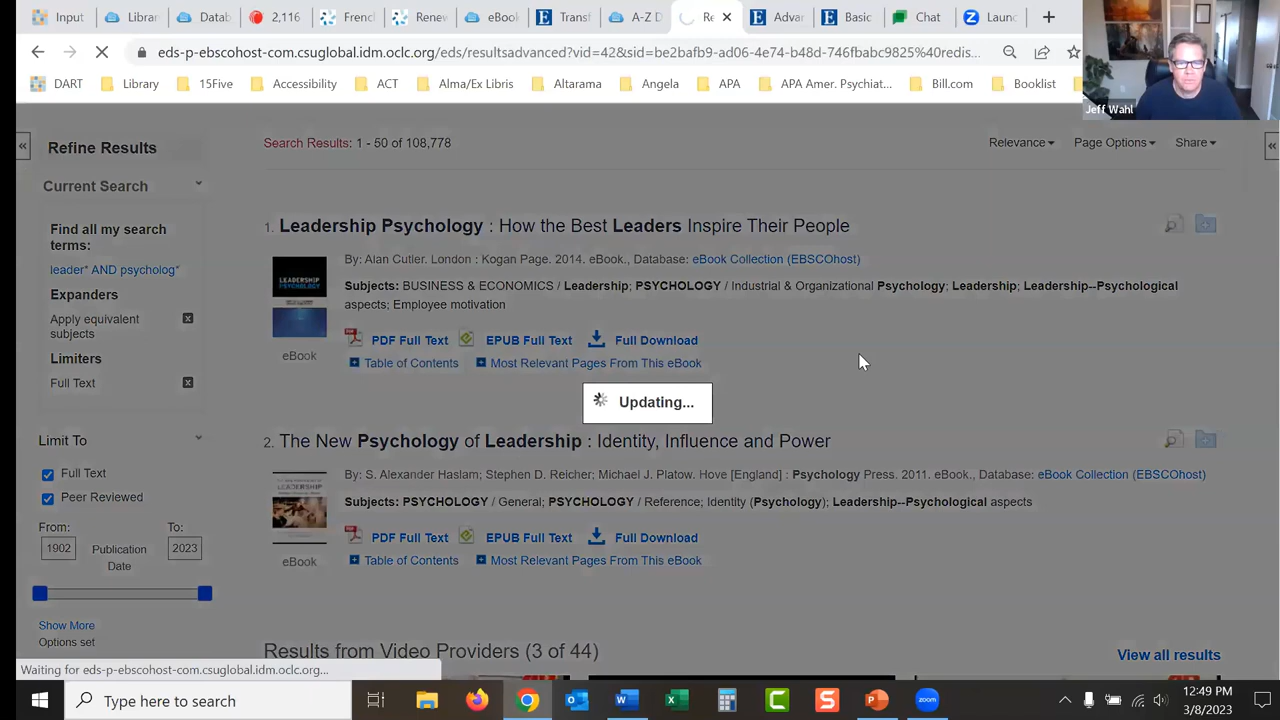 Input
Librar
Datab
2,116
Frenc
Renew
eBook
Transf
A-Z D
Re
Advar
Basic
Chat
Launc
eds-p-ebscohost-com.csuglobal.idm.oclc.org/eds/resultsadvanced?vid=42&sid=be2bafb9-ad06-4e74-b48d-746fbabc9825%40redis...
DART
Library
15Five
Accessibility
ACT
Alma/ExLibris
Altarama
Angela
APA
APA Amer. Psychiat...
Bill.com
Booklist
Jeff Wahl
Refine Results
Search Results: 1 - 50 of 108,778
Relevance
Page Options
Share
Current Search
Find all my search
terms:
leader* AND psycholog*
Expanders
Apply equivalent
subjects
Limiters
Full Text
Limit To
Full Text
Peer Reviewed
From:
To:
1902
Publication
Date
2023
Show More
Options set
1. Leadership Psychology : How the Best Leaders Inspire Their People
By: Alan Cutler. London : Kogan Page. 2014. eBook., Database: eBook Collection (EBSCOhost)
Subjects: BUSINESS & ECONOMICS / Leadership; PSYCHOLOGY / Industrial & Organizational Psychology; Leadership; Leadership--Psychological
aspects; Employee motivation
LEADERSHIP
PSYCHOLOGY
eBook
PDF Full Text
EPUB Full Text
Full Download
Table of Contents
Most Relevant Pages From This eBook
Updating...
2. The New Psychology of Leadership : Identity, Influence and Power
By: S. Alexander Haslam; Stephen D. Reicher; Michael J. Platow. Hove [England] : Psychology Press. 2011. eBook., Database: eBook Collection (EBSCOhost)
Subjects: PSYCHOLOGY / General; PSYCHOLOGY / Reference; Identity (Psychology); Leadership--Psychological aspects
eBook
PDF Full Text
EPUB Full Text
Full Download
Table of Contents
Most Relevant Pages From This eBook
Results from Video Providers (3 of 44)
View all results
Waiting for eds-p-ebscohost-com.csuglobal.idm.oclc.org...
Type here to search
zoom
12:49 PM
3/8/2023